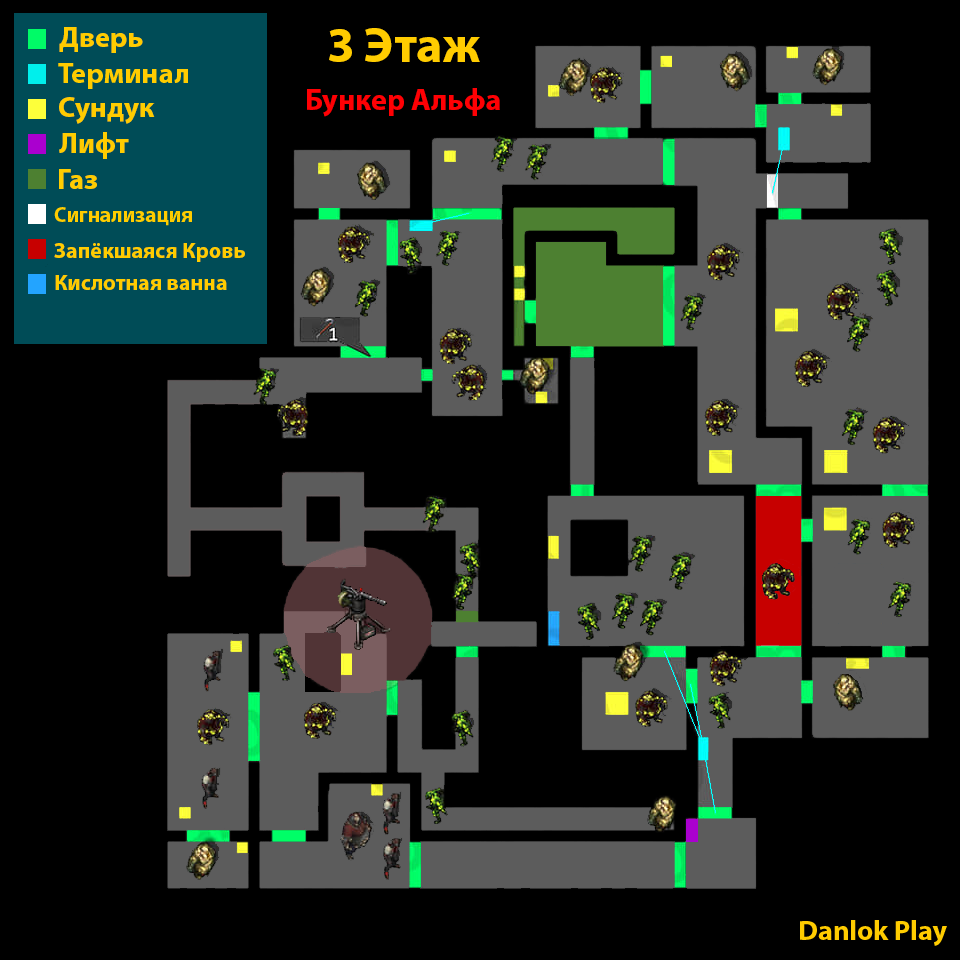 3 Этаж
Бункер Альфа
Дверь
Терминал
Сундук
Лифт
Газ
Сигнализация
Запёкшаяся Кровь
Кислотная ванна
1
Danlok Play